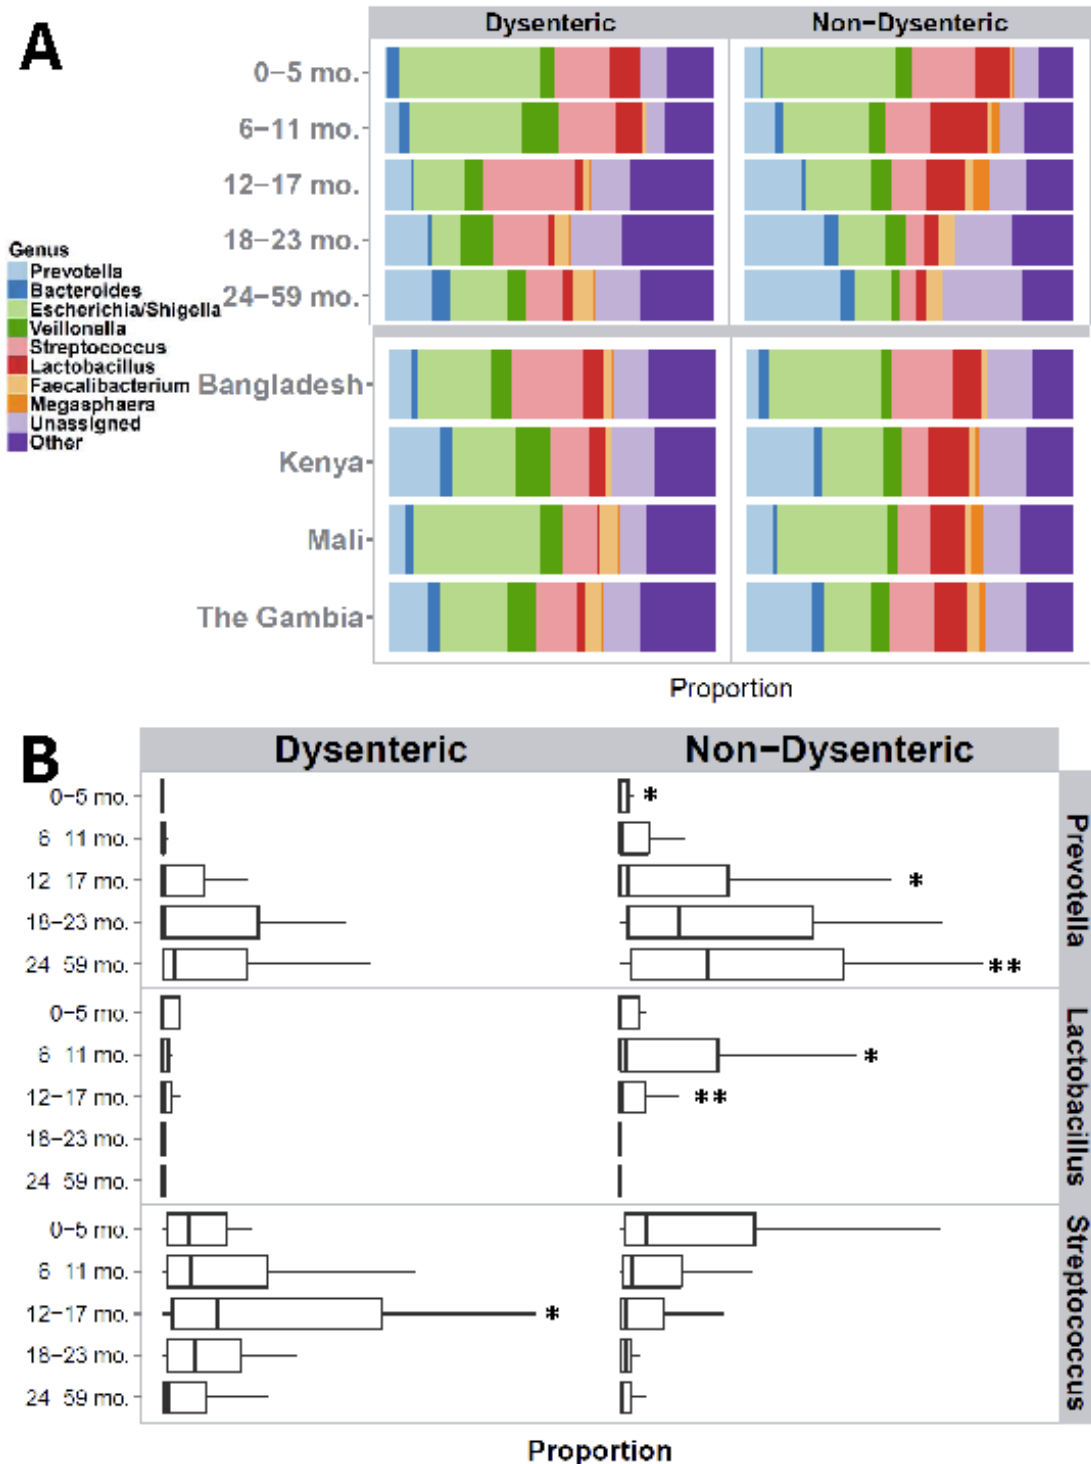 A
Dysenteric
Non-Dysenteric
0-5 mo.
6-11 mo.
12-17 mo.
18-23 mo.
24-59 mo.
Genus
Prevotella
Bacteroides
Escherichia/Shigella
Veillonella
Streptococcus
Lactobacillus
Faecalibacterium
Megasphaera
Unassigned
Other
Bangladesh
Kenya
Mali
The Gambia
Proportion
B
Dysenteric
Non-Dysenteric
0-5 mo.
6 11 mo.
12 17 mo.
18-23 mo.
24 59 mo.
Prevotella
*
*
**
0-5 mo.
6 11 mo.
12-17 mo.
18-23 mo.
24 59 mo.
Lactobacillus
*
**
0-5 mo.
6 11 mo.
12-17 mo.
18-23 mo.
24 59 mo.
Streptococcus
*
Proportion